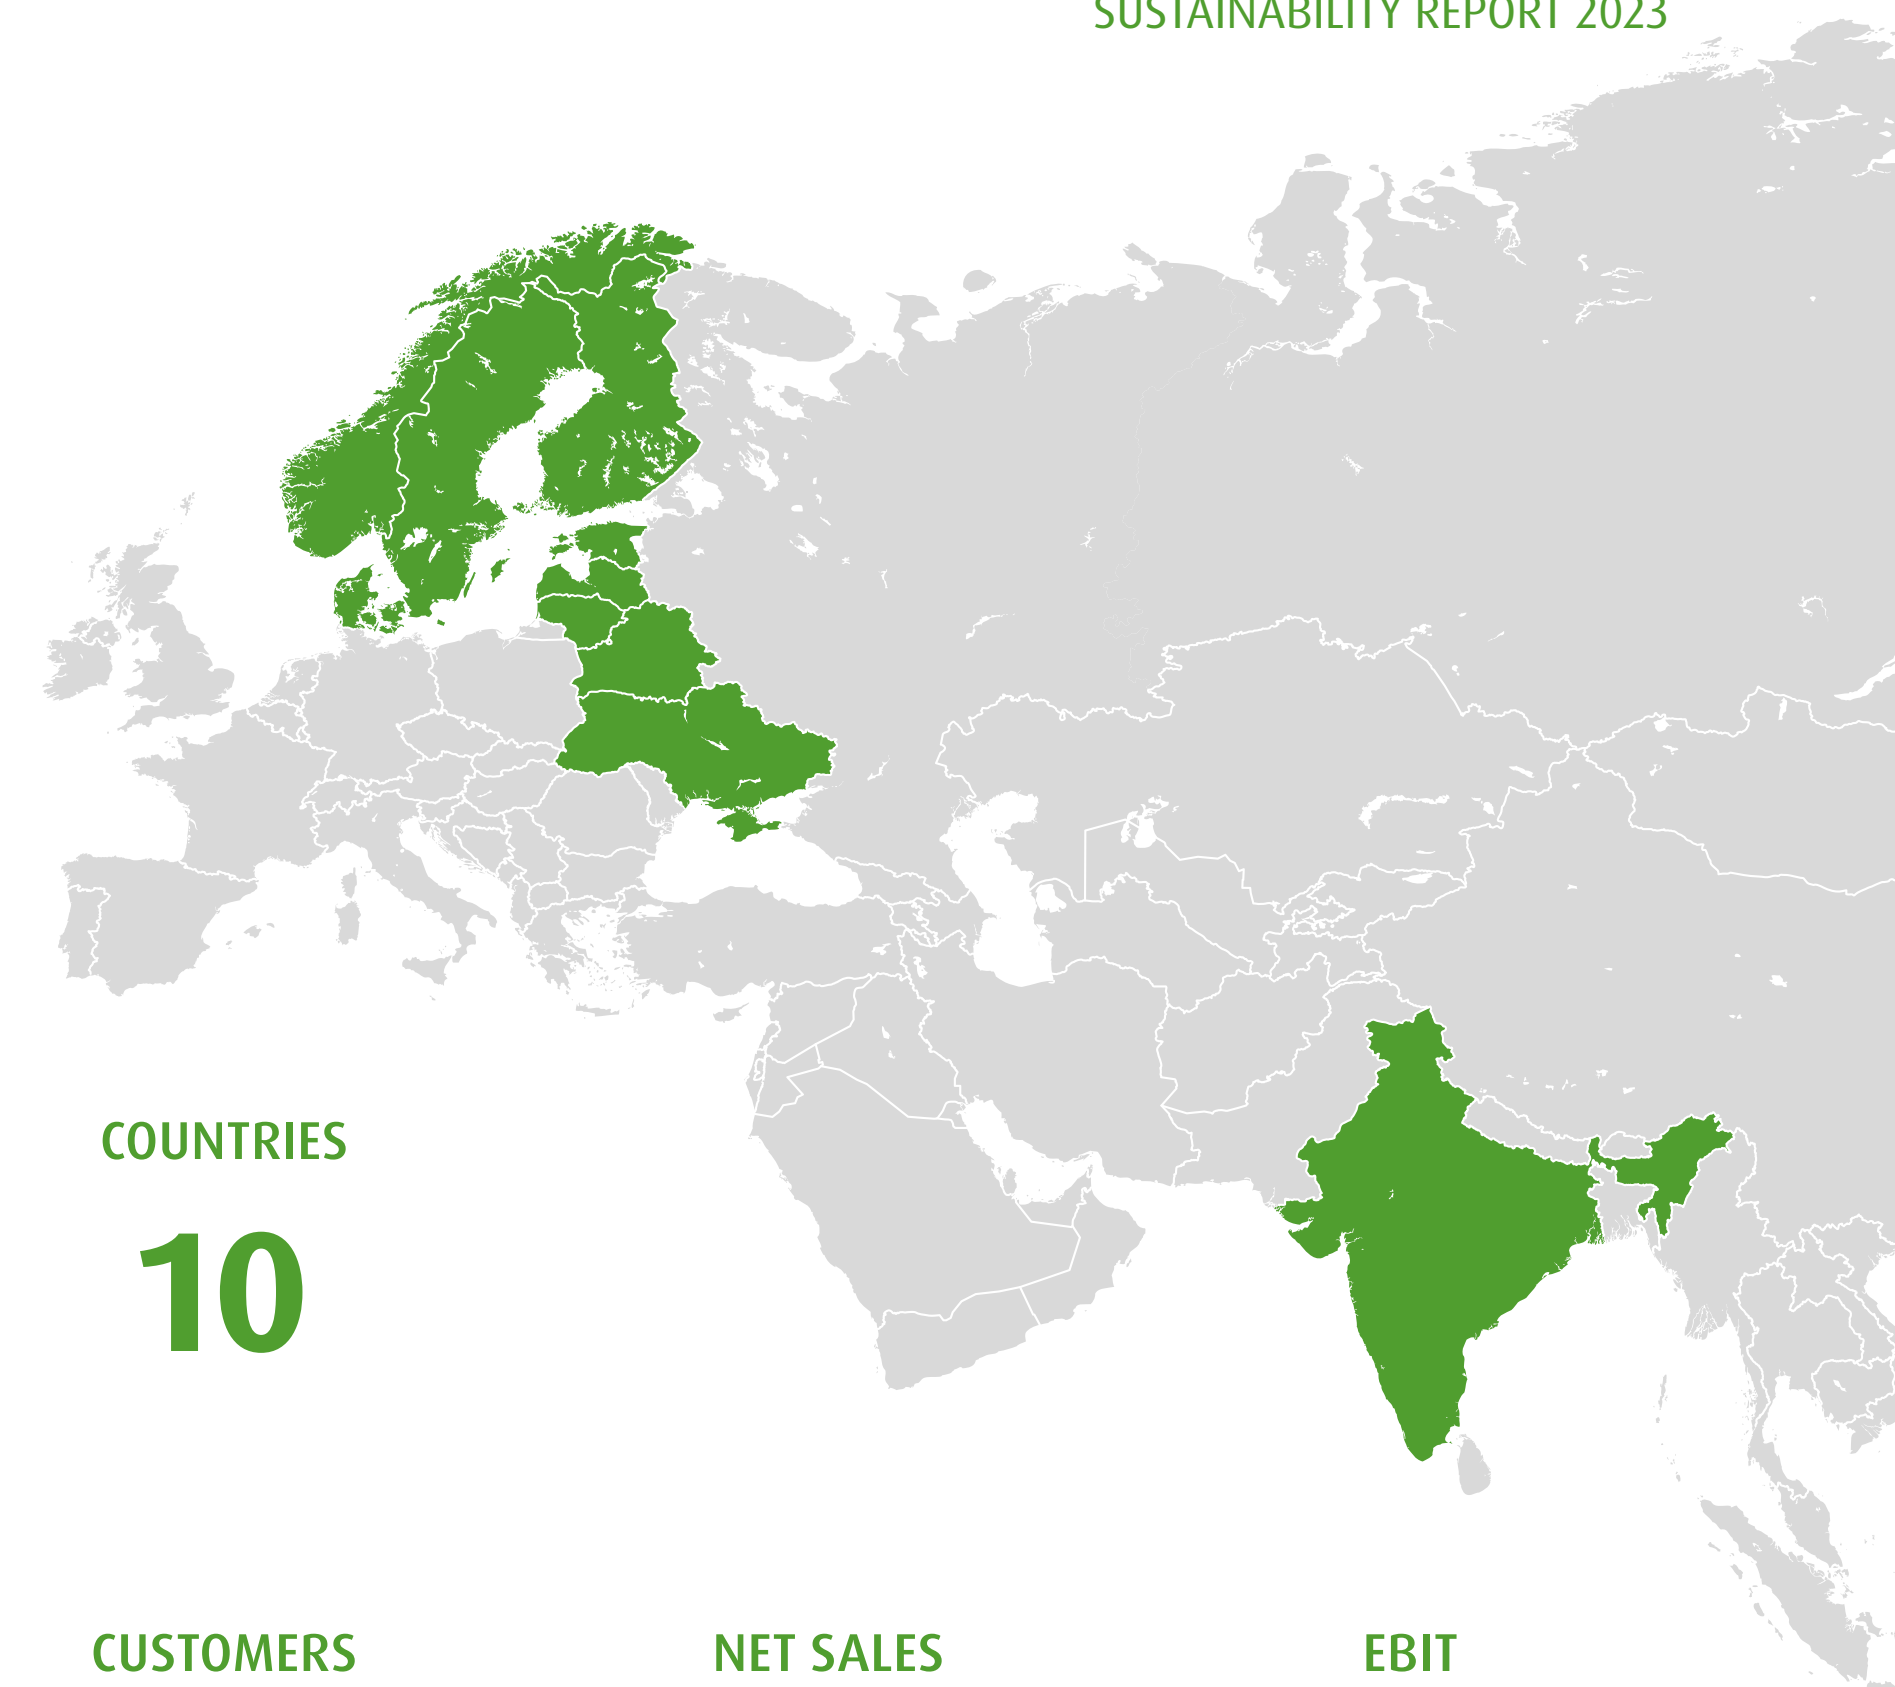 SUSTAINABILITY REPORT 2023
COUNTRIES
10
CUSTOMERS
NET SALES
EBIT